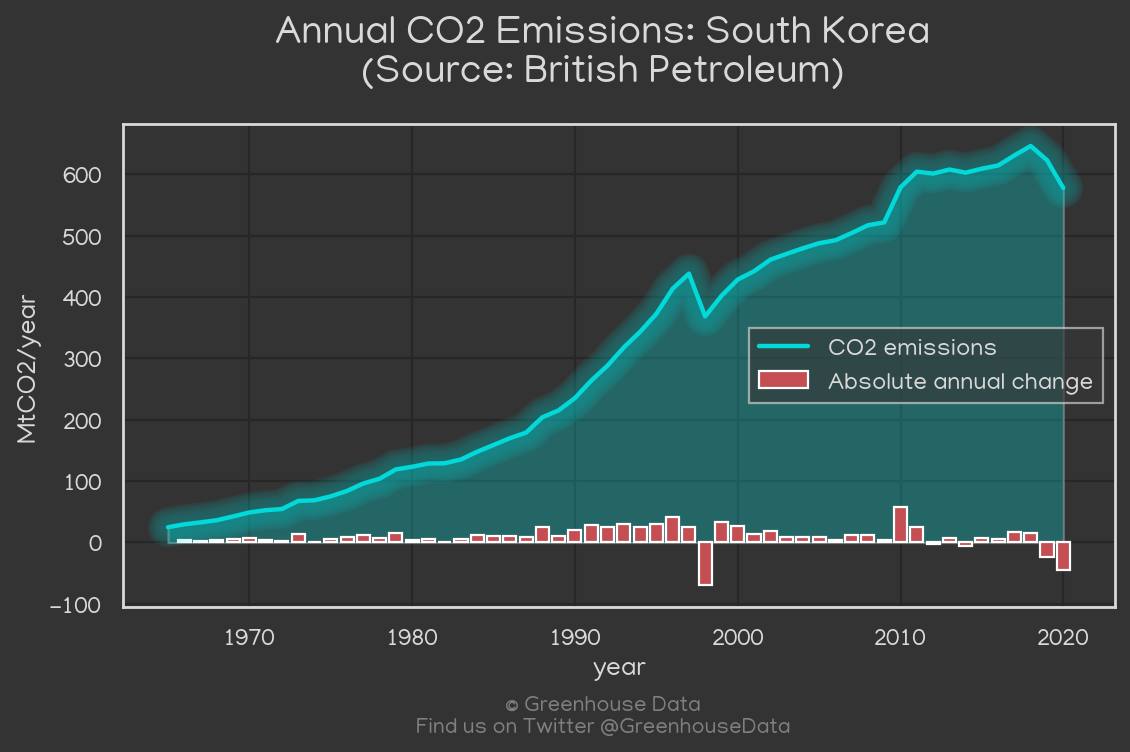 Annual CO2 Emissions: South Korea
(Source: British Petroleum)
600
500
400
300
200
100
0
−100
MtCO2/year
CO2 emissions
Absolute annual change
1970
1980
1990
2000
2010
2020
year
© Greenhouse Data
Find us on Twitter @GreenhouseData